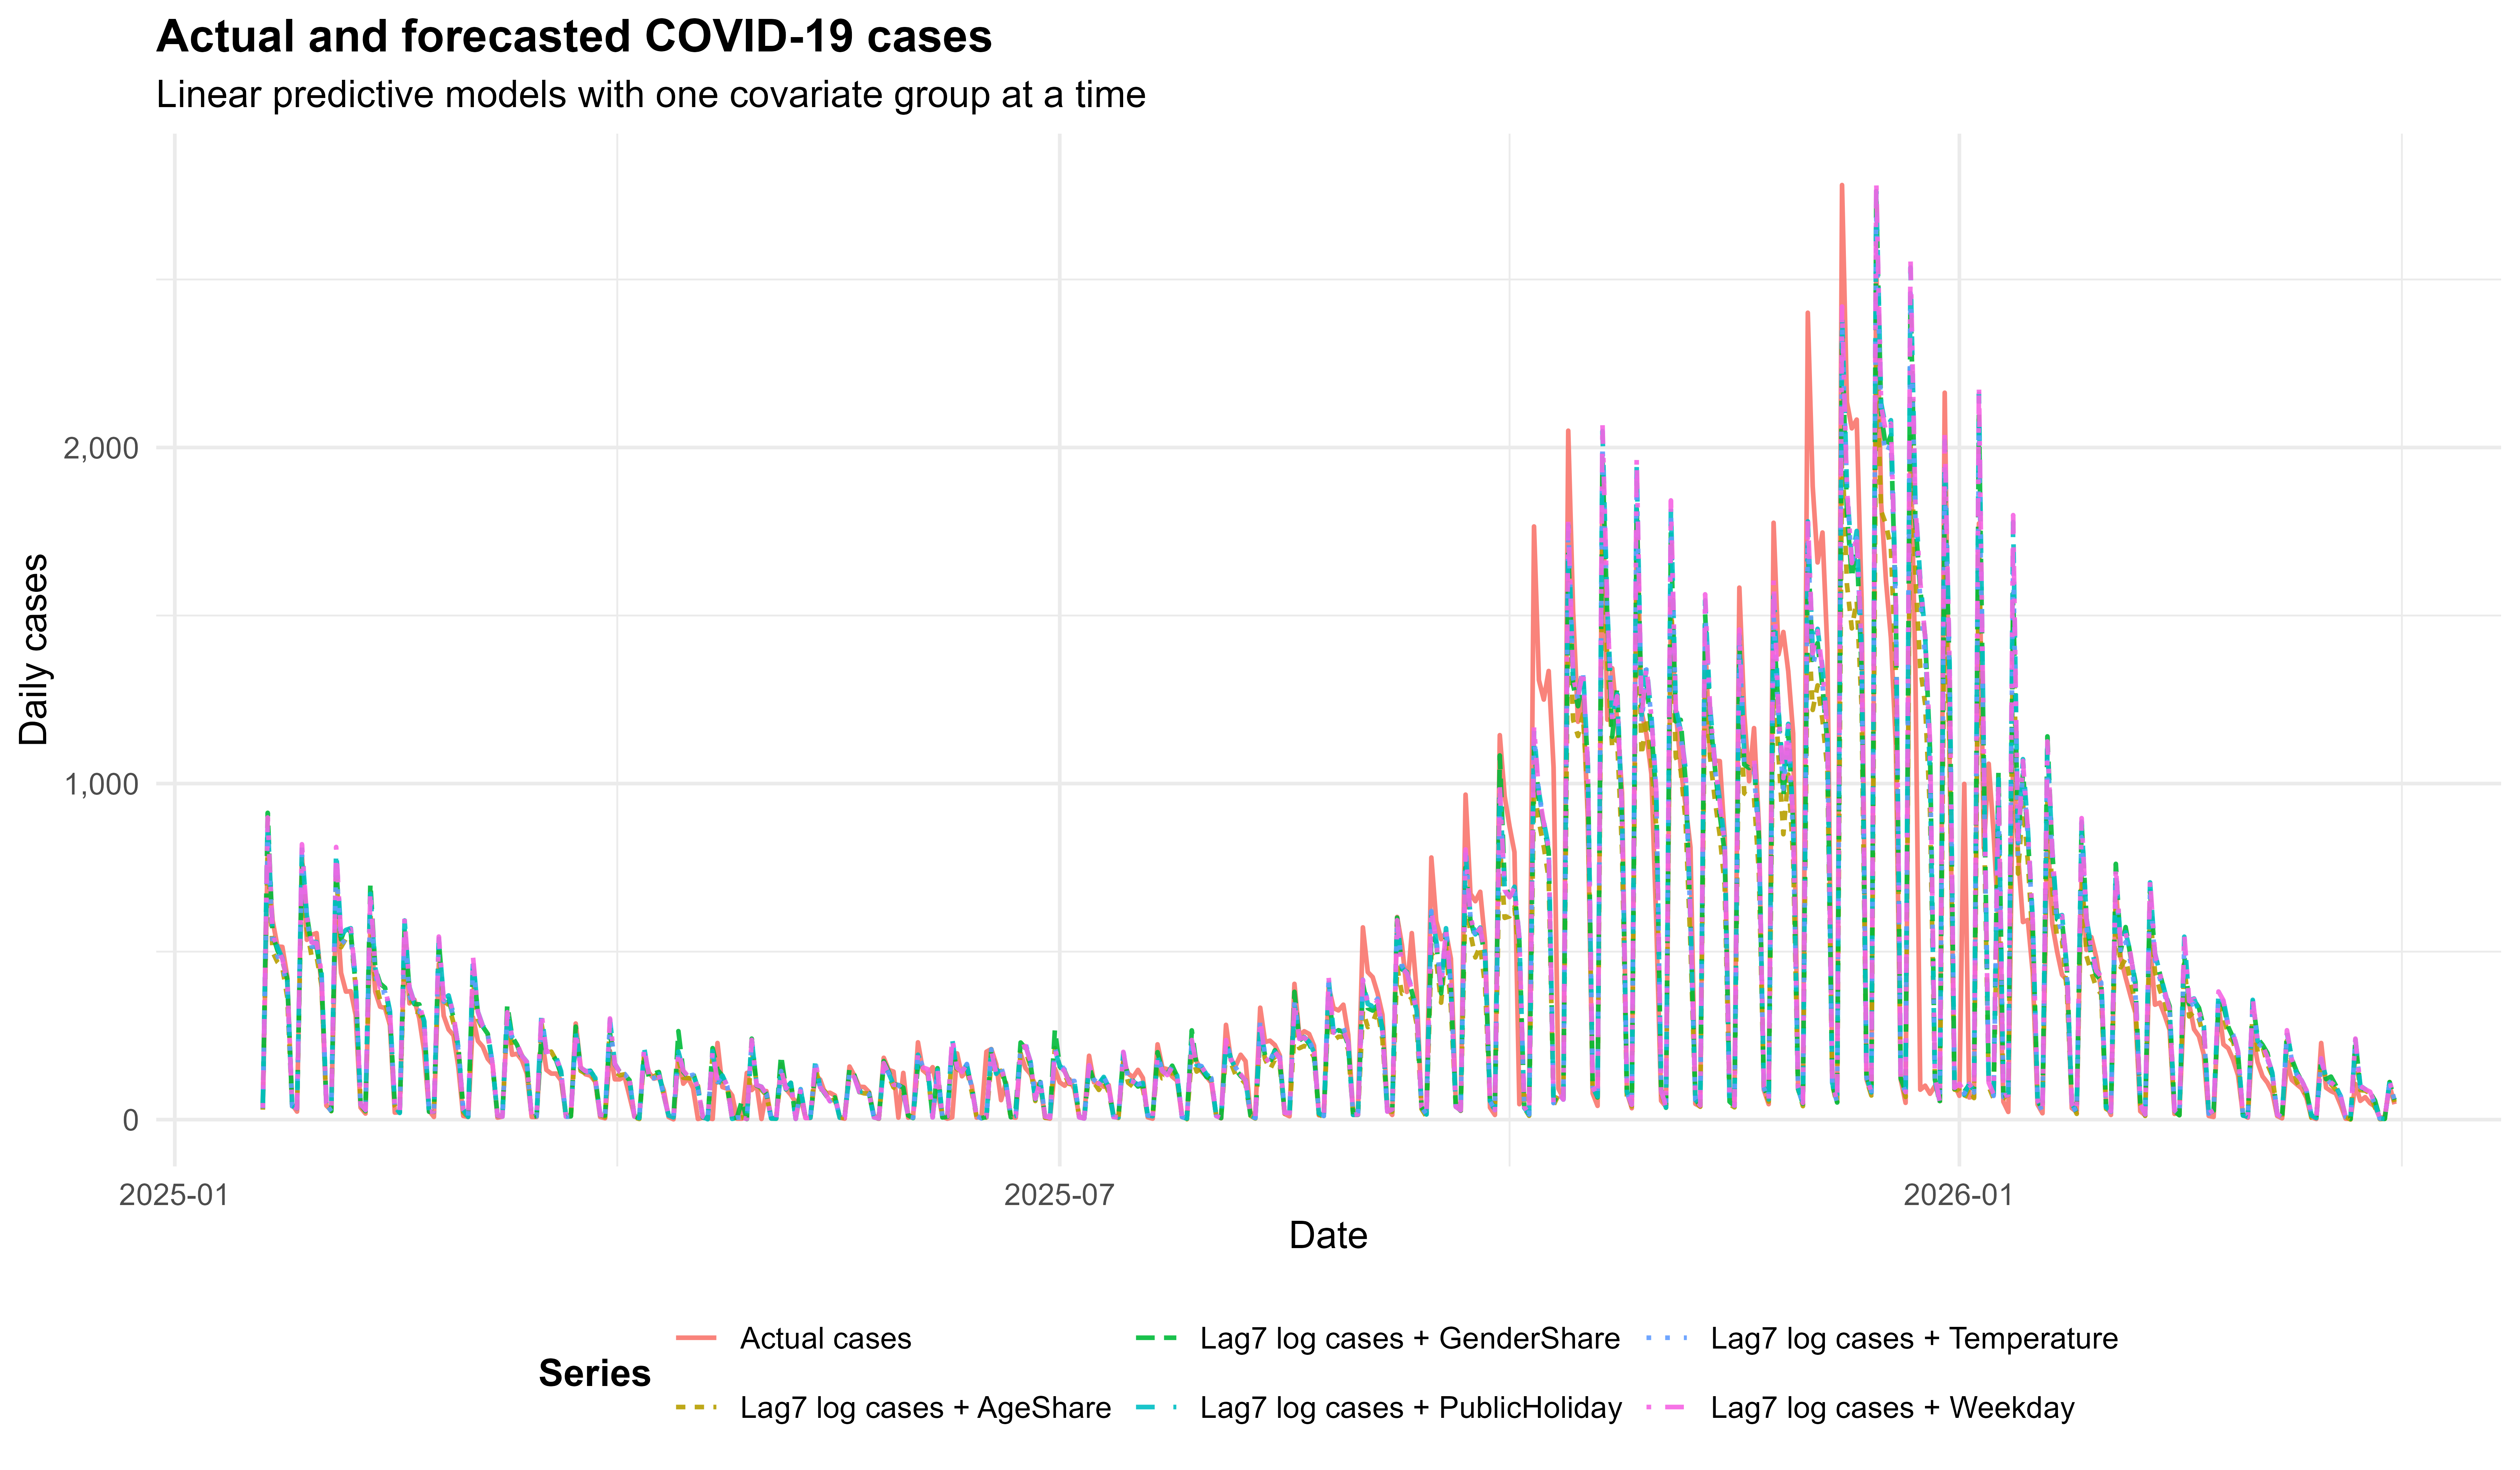 Actual and forecasted COVID-19 cases
Linear predictive models with one covariate group at a time
Daily cases
2,000
1,000
0
2025-01
2025-07
2026-01
Date
Series
Actual cases
Lag7 log cases + GenderShare
Lag7 log cases + Temperature
Lag7 log cases + AgeShare
Lag7 log cases + PublicHoliday
Lag7 log cases + Weekday